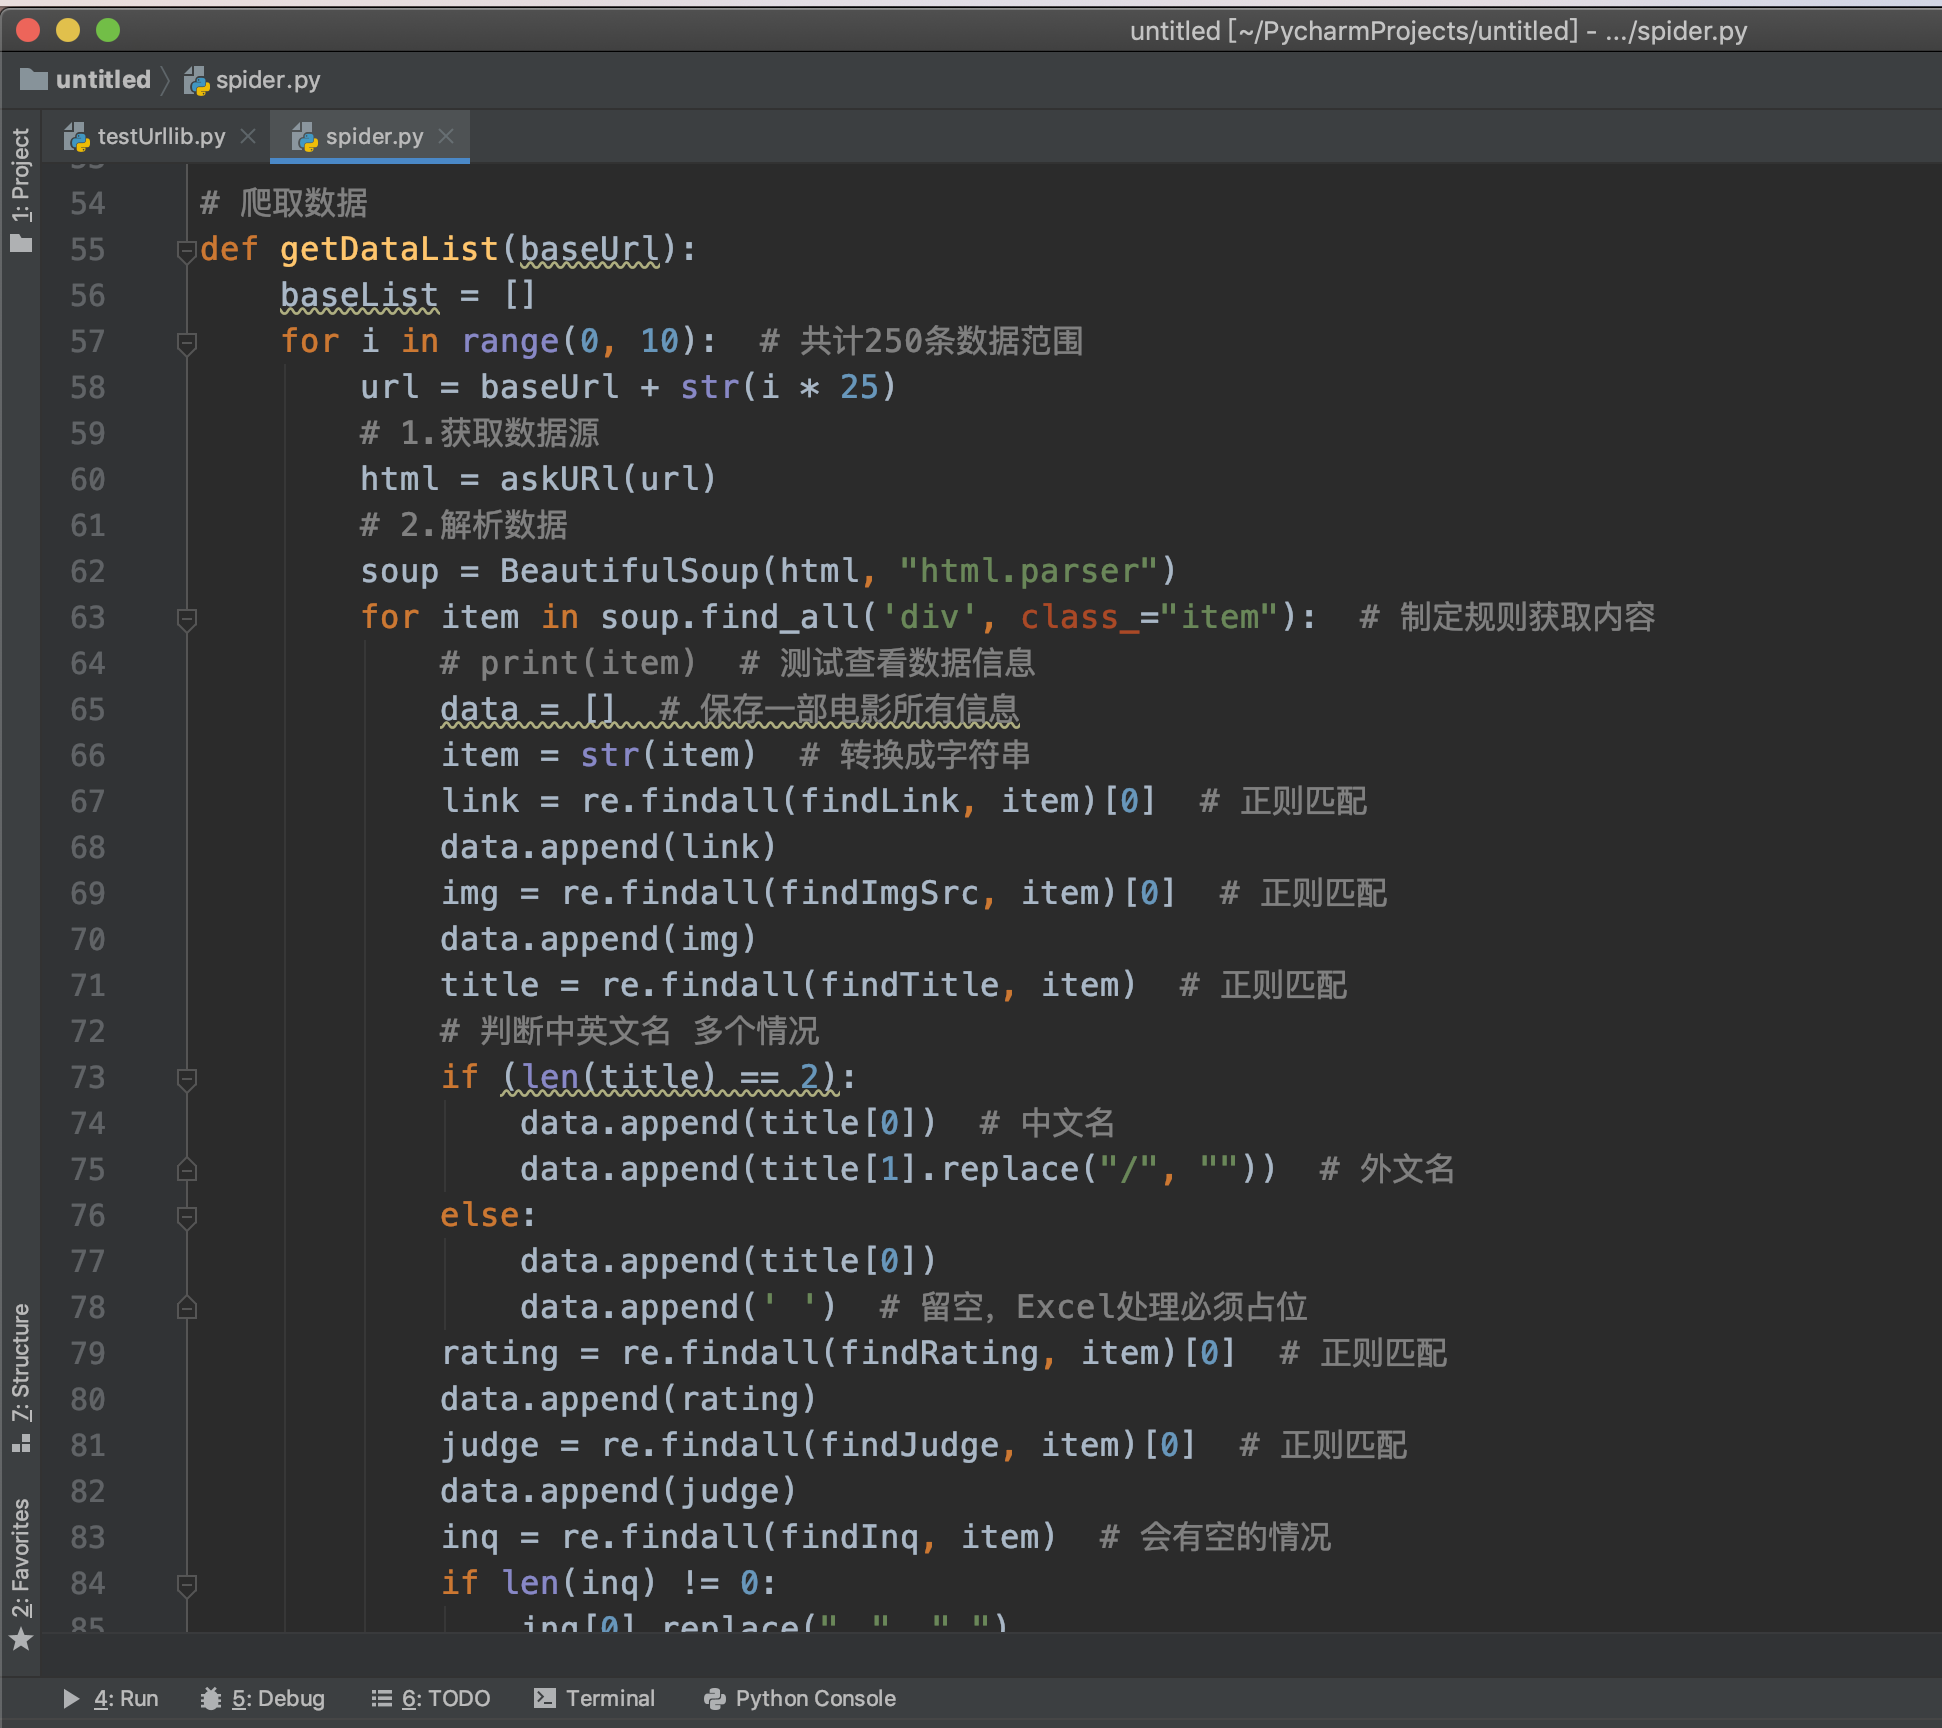 untitled [~/PycharmProjects/untitled] - .../spider.py
untitled spider.py
testUrllib.py spider.py
1: Project
7: Structure
2: Favorites
54 # 爬取数据
55 def getDataList(baseUrl):
56 baseList = []
57 for i in range(0, 10):  # 共计250条数据范围
58 url = baseUrl + str(i * 25)
59 # 1.获取数据源
60 html = askURl(url)
61 # 2.解析数据
62 soup = BeautifulSoup(html, "html.parser")
63 for item in soup.find_all('div', class_="item"):  # 制定规则获取内容
64 # print(item)  # 测试查看数据信息
65 data = []  # 保存一部电影所有信息
66 item = str(item)  # 转换成字符串
67 link = re.findall(findLink, item)[0]  # 正则匹配
68 data.append(link)
69 img = re.findall(findImgSrc, item)[0]  # 正则匹配
70 data.append(img)
71 title = re.findall(findTitle, item)  # 正则匹配
72 # 判断中英文名 多个情况
73 if (len(title) == 2):
74 data.append(title[0])  # 中文名
75 data.append(title[1].replace("/", ""))  # 外文名
76 else:
77 data.append(title[0])
78 data.append(' ')  # 留空，Excel处理必须占位
79 rating = re.findall(findRating, item)[0]  # 正则匹配
80 data.append(rating)
81 judge = re.findall(findJudge, item)[0]  # 正则匹配
82 data.append(judge)
83 inq = re.findall(findInq, item)  # 会有空的情况
84 if len(inq) != 0:
85
4: Run 5: Debug 6: TODO Terminal Python Console